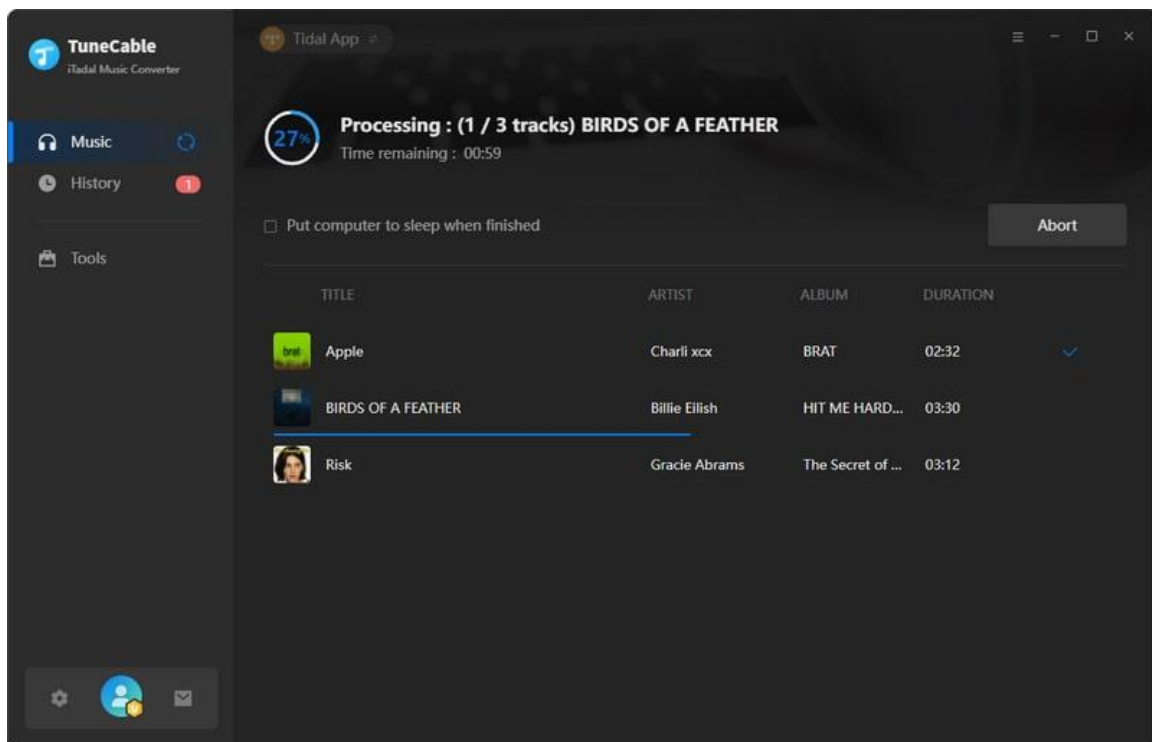 TuneCable
iTadal Music Converter
Tidal App
Music
History
1
Tools
27%
Processing : (1 / 3 tracks) BIRDS OF A FEATHER
Time remaining : 00:59
Put computer to sleep when finished
Abort
TITLE ARTIST ALBUM DURATION
brat
Apple Charli xcx BRAT 02:32
BIRDS OF A FEATHER Billie Eilish HIT ME HARD... 03:30
Risk Gracie Abrams The Secret of ... 03:12